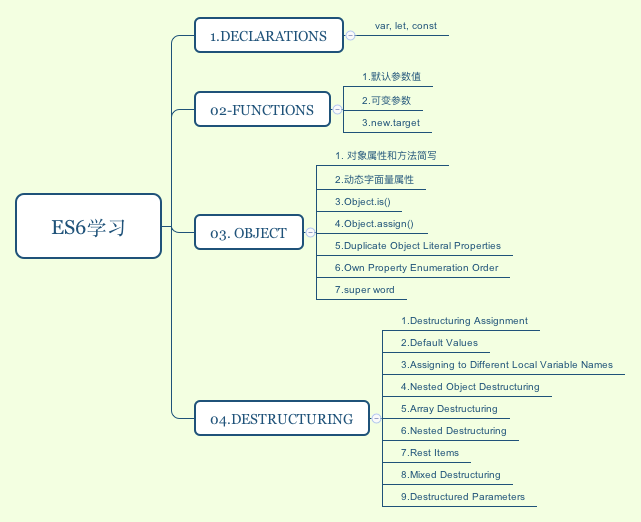 ES6学习
1.DECLARATIONS
var, let, const
02-FUNCTIONS
1.默认参数值
2.可变参数
3.new.target
03. OBJECT
1. 对象属性和方法简写
2.动态字面量属性
3.Object.is()
4.Object.assign()
5.Duplicate Object Literal Properties
6.Own Property Enumeration Order
7.super word
04.DESTRUCTURING
1.Destructuring Assignment
2.Default Values
3.Assigning to Different Local Variable Names
4.Nested Object Destructuring
5.Array Destructuring
6.Nested Destructuring
7.Rest Items
8.Mixed Destructuring
9.Destructured Parameters